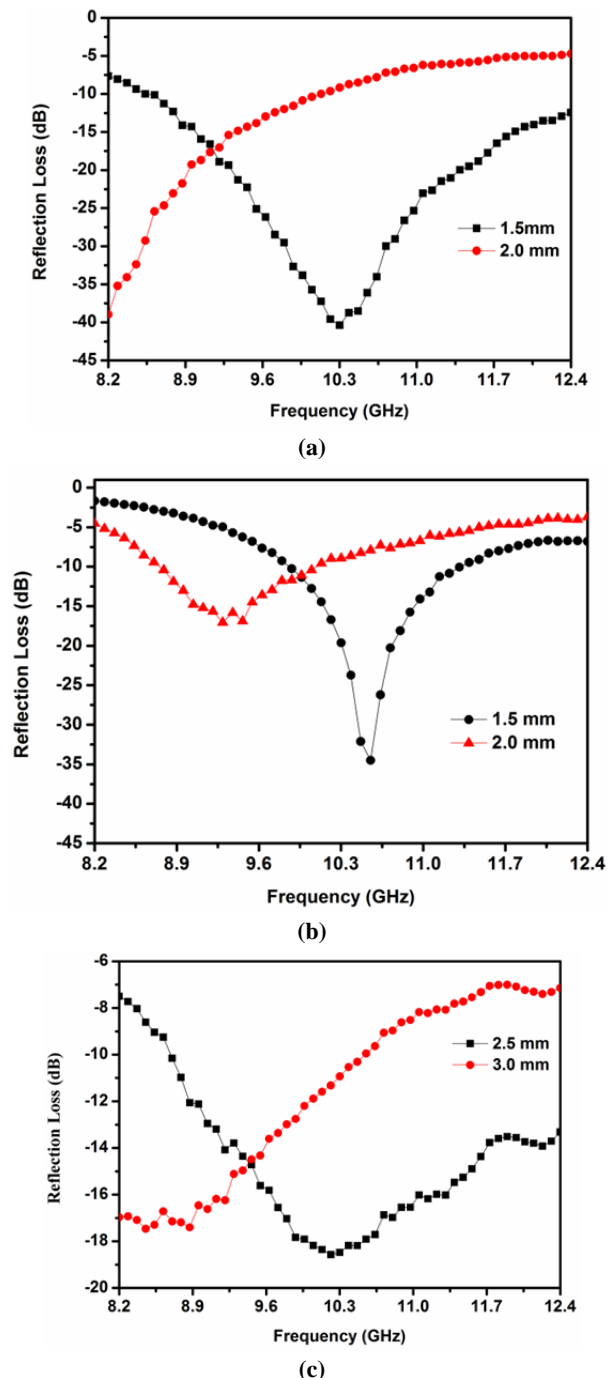 -5
-10
-15
-20
-25
-30
-35
-40
-45
Reflection Loss (dB)
1.5mm
2.0 mm
8.2 8.9 9.6 10.3 11.0 11.7 12.4
Frequency (GHz)
(a)
0
-5
-10
-15
-20
-25
-30
-35
-40
-45
Reflection Loss (dB)
1.5 mm
2.0 mm
8.2 8.9 9.6 10.3 11.0 11.7 12.4
Frequency (GHz)
(b)
-6
-8
-10
-12
-14
-16
-18
-20
Reflection Loss (dB)
2.5 mm
3.0 mm
8.2 8.9 9.6 10.3 11.0 11.7 12.4
Frequency (GHz)
(c)